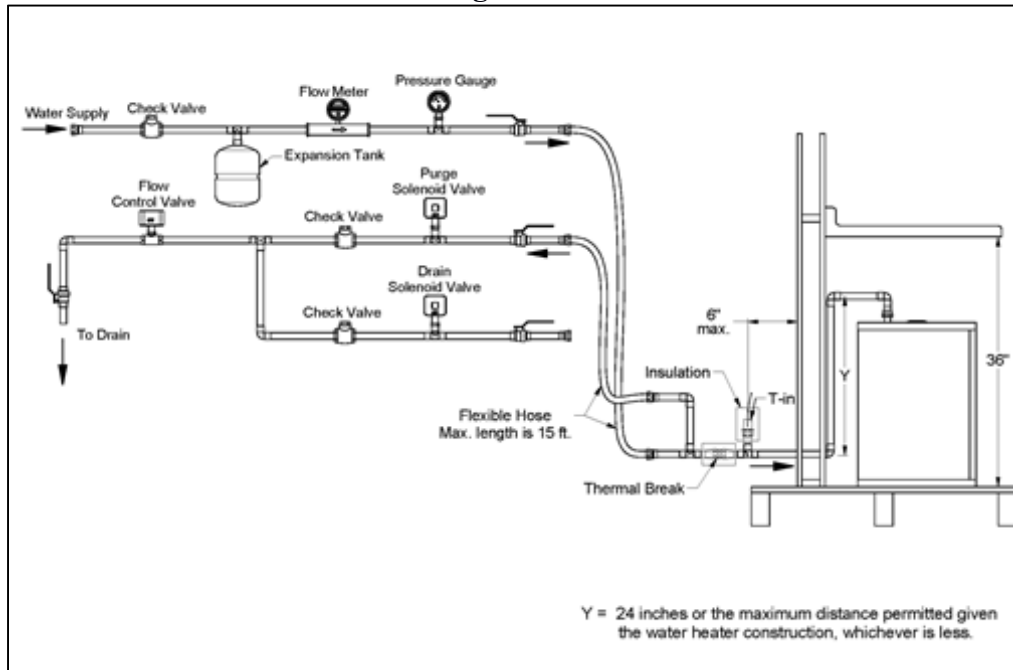 Pressure Gauge
Flow Meter
Check Valve
Water Supply
Expansion Tank
Purge
Solenoid Valve
Flow
Control Valve
Check Valve
Drain
Solenoid Valve
Check Valve
To Drain
6"
max.
Insulation
T-in
Y
36"
Flexible Hose
Max. length is 15 ft.
Thermal Break
Y = 24 inches or the maximum distance permitted given
the water heater construction, whichever is less.